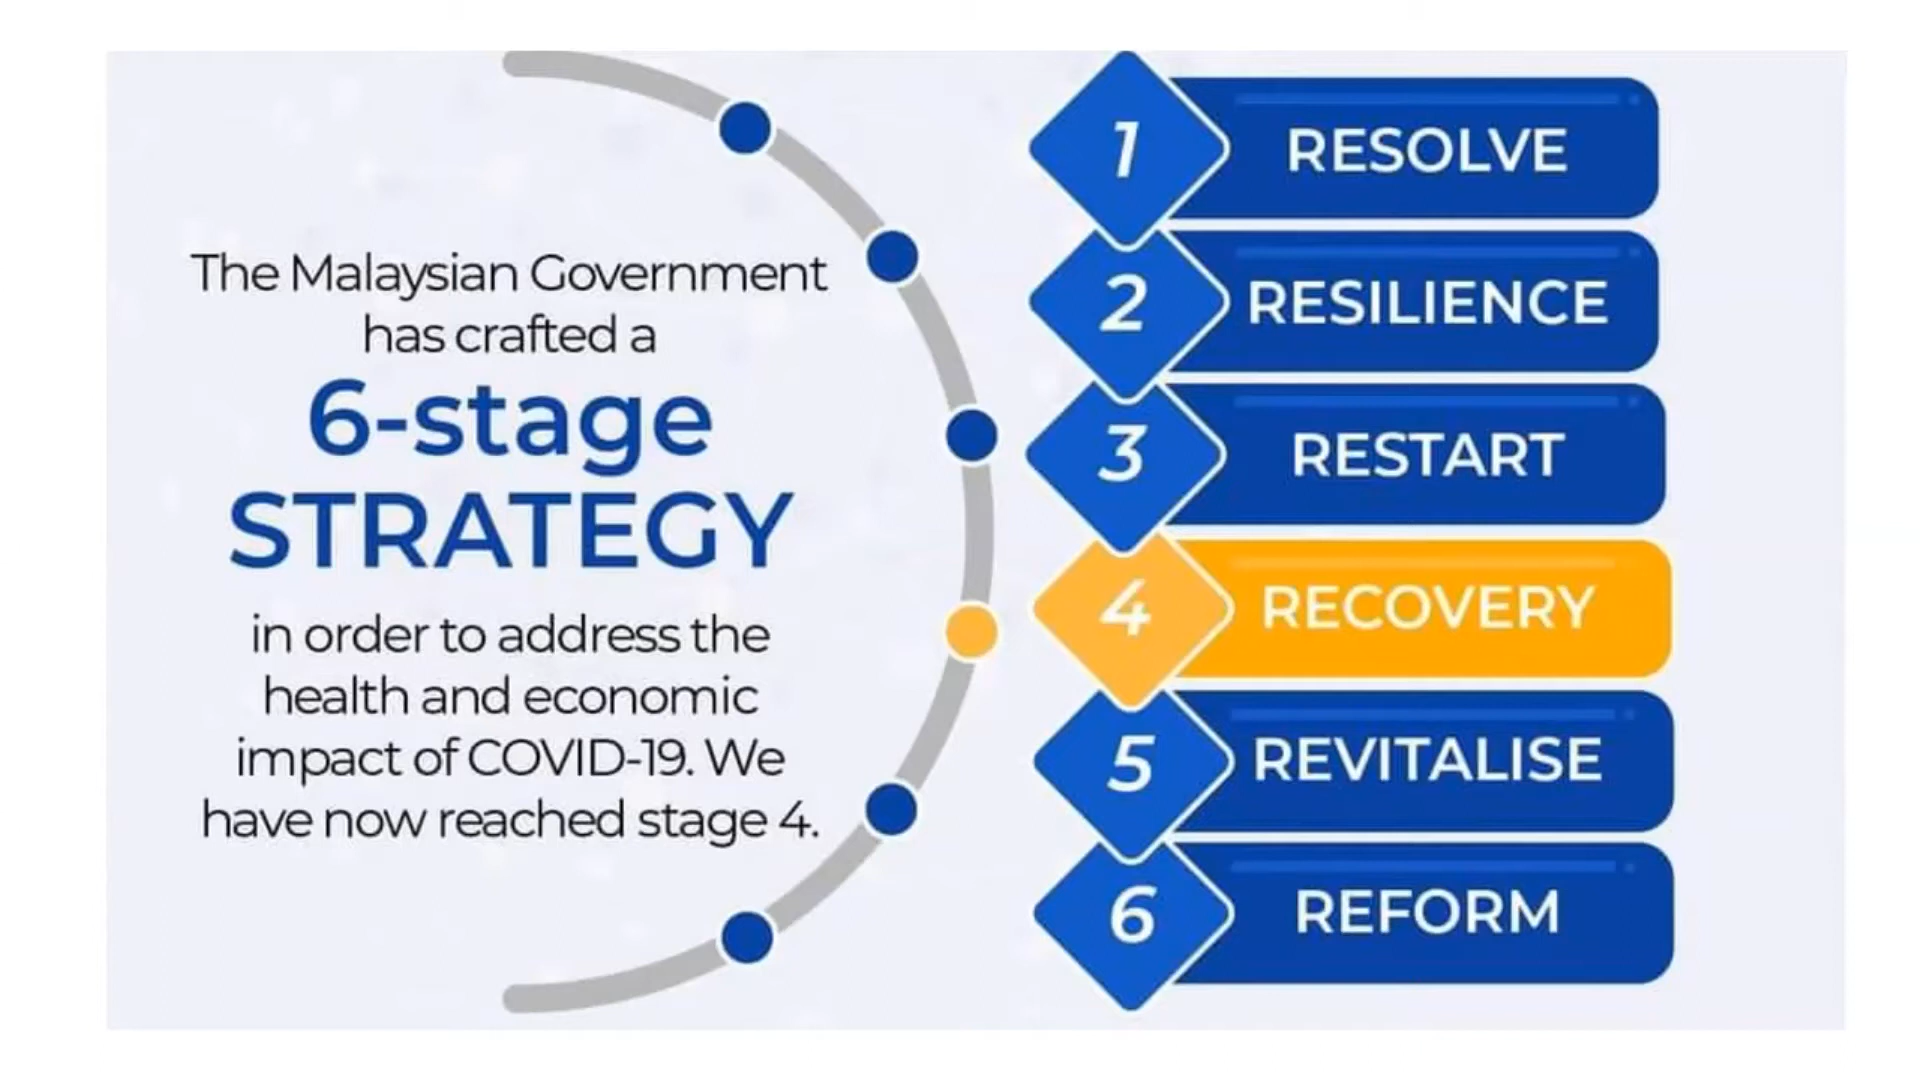 The Malaysian Government
has crafted a
6-stage
STRATEGY
in order to address the
health and economic
impact of COVID-19. We
have now reached stage 4.
1 RESOLVE
2 RESILIENCE
3 RESTART
4 RECOVERY
5 REVITALISE
6 REFORM